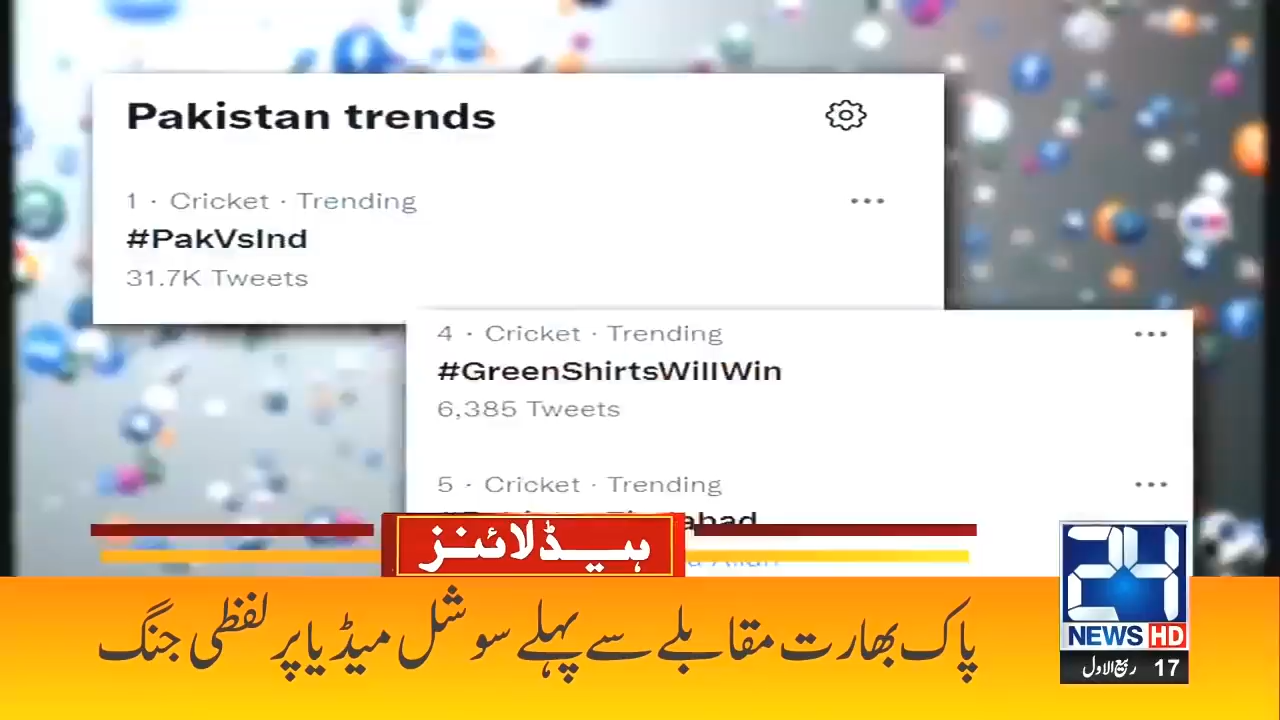 Pakistan trends
1 · Cricket · Trending
#PakVsInd
31.7K Tweets
4 · Cricket · Trending
#GreenShirtsWillWin
6,385 Tweets
5 · Cricket · Trending
ہیڈلائنز
پاک بھارت مقابلے سے پہلے سوشل میڈیا پر لفظی جنگ
24
NEWS HD
17 ربیع الاول